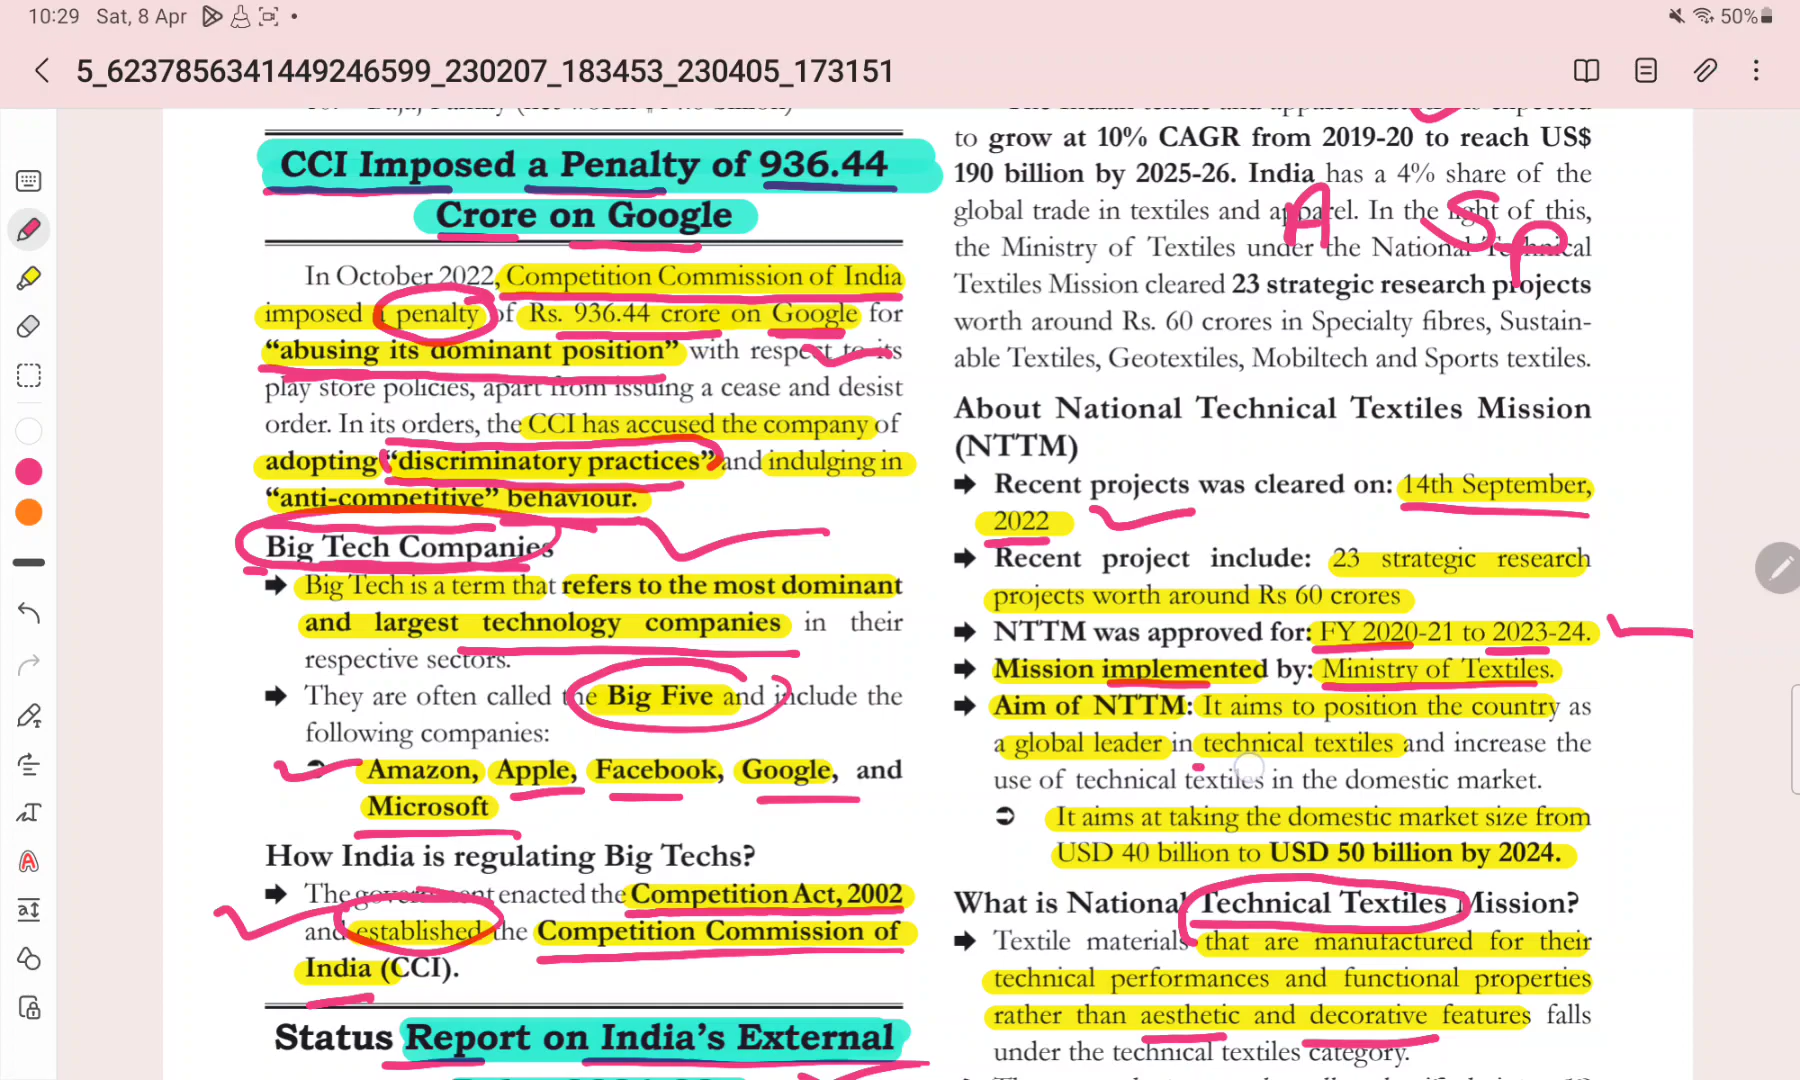 10:29 Sat, 8 Apr
50%
5_6237856341449246599_230207_183453_230405_173151
CCI Imposed a Penalty of 936.44
Crore on Google
In October 2022, Competition Commission of India
imposed a penalty of Rs. 936.44 crore on Google for
“abusing its dominant position” with respect to its
play store policies, apart from issuing a cease and desist
order. In its orders, the CCI has accused the company of
adopting “discriminatory practices” and indulging in
“anti-competitive” behaviour.
Big Tech Companies
Big Tech is a term that refers to the most dominant
and largest technology companies in their
respective sectors.
They are often called the Big Five and include the
following companies:
Amazon, Apple, Facebook, Google, and
Microsoft
How India is regulating Big Techs?
The government enacted the Competition Act, 2002
and established the Competition Commission of
India (CCI).
Status Report on India's External
to grow at 10% CAGR from 2019-20 to reach US$
190 billion by 2025-26. India has a 4% share of the
global trade in textiles and apparel. In the light of this,
the Ministry of Textiles under the National Technical
Textiles Mission cleared 23 strategic research projects
worth around Rs. 60 crores in Specialty fibres, Sustain-
able Textiles, Geotextiles, Mobiltech and Sports textiles.
A Sp
About National Technical Textiles Mission
(NTTM)
Recent projects was cleared on: 14th September,
2022
Recent project include: 23 strategic research
projects worth around Rs 60 crores
NTTM was approved for: FY 2020-21 to 2023-24.
Mission implemented by: Ministry of Textiles.
Aim of NTTM: It aims to position the country as
a global leader in technical textiles and increase the
use of technical textiles in the domestic market.
It aims at taking the domestic market size from
USD 40 billion to USD 50 billion by 2024.
What is National Technical Textiles Mission?
Textile materials that are manufactured for their
technical performances and functional properties
rather than aesthetic and decorative features falls
under the technical textiles category.